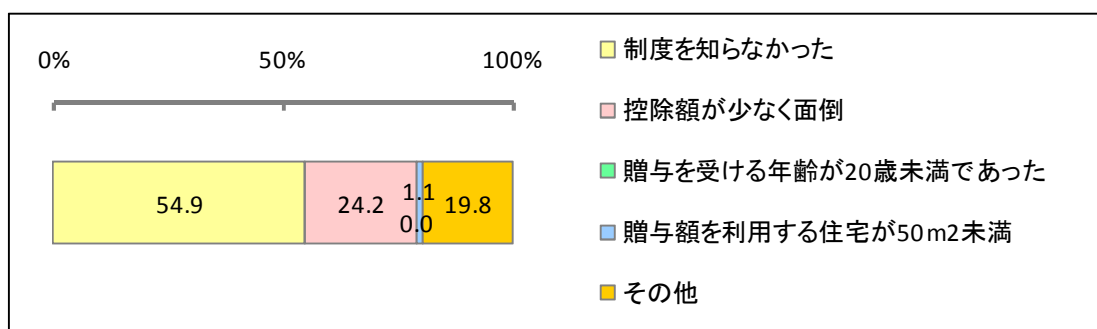 0% 50% 100%
54.9 24.2 1.1 19.8
0.0
制度を知らなかった
控除額が少なく面倒
贈与を受ける年齢が20歳未満であった
贈与額を利用する住宅が50m2未満
その他